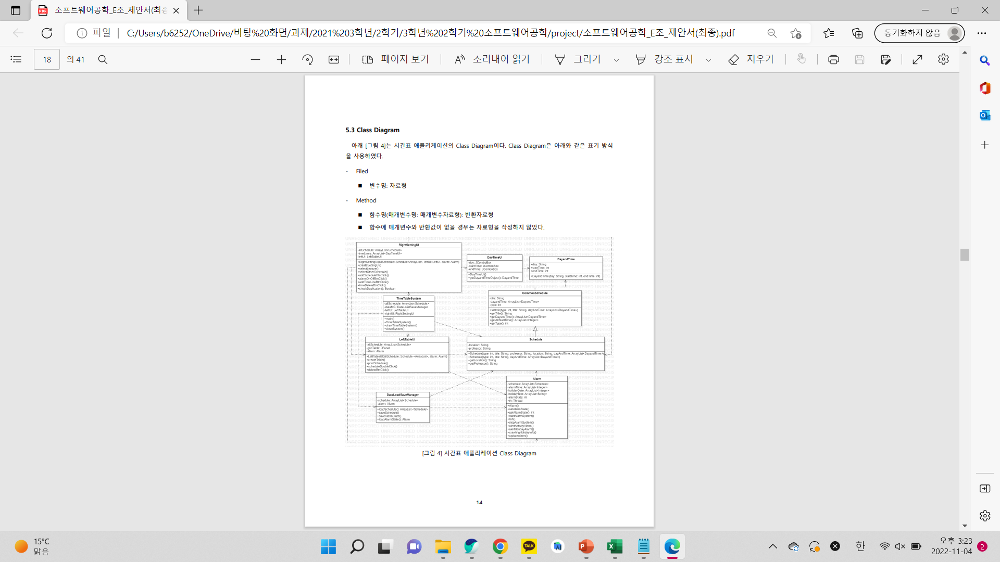 소프트웨어공학_E조_제안서(최종
파일
C:/Users/b6252/OneDrive/바탕%20화면/과제/2021%203학년/2학기/3학년%202학기%20소프트웨어공학/project/소프트웨어공학_E조_제안서(최종).pdf
동기화하지 않음
18 의 41
페이지 보기
소리내어 읽기
그리기
강조 표시
지우기
5.3 Class Diagram
아래 [그림 4]는 시간표 애플리케이션의 Class Diagram이다. Class Diagram은 아래와 같은 표기 방식
을 사용하였다.
- Filed
■ 변수명: 자료형
- Method
■ 함수명(매개변수명: 매개변수자료형): 반환자료형
■ 함수에 매개변수와 반환값이 없을 경우는 자료형을 작성하지 않았다.
RightSettingUI
-allSchedule: ArrayList<Schedule>
-timeLines: ArrayList<DayTimeUI>
-leftUI: LeftTableUI
+RightSettingUI(allSchedule: Schedule<ArrayList>, leftUI: LeftUI, alarm: Alarm)
+createSettingUI()
+selectLecture()
+selectOtherSchedule()
+addScheduleBtnClick()
+alarmOnOffBtnClick()
+addTimeLineBtnClick()
+timeDeleteBtnClick()
+checkDuplication(): Boolean
DayTimeUI
-day: JComboBox
-startTime: JComboBox
-endTime: JComboBox
+DayTimeUI()
+getDayandTimeObject(): DayandTime
DayandTime
+day: String
+startTime: int
+endTime: int
+DayandTime(day: String, startTime: int, endTime: int)
TimeTableSystem
-allSchedule: ArrayList<Schedule>
-dataMG: DataLoadSaveManager
-leftUI: LeftTableUI
-rightUI: RightSettingUI
+main()
+TimeTableSystem()
+drawTimeTableSystem()
+closeSystem()
CommonSchedule
-title: String
-dayandTime: ArrayList<DayandTime>
-type: int
+setInfo(type: int, title: String, dayAndTime: ArrayList<DayandTime>)
+getTitle(): String
+getDayandTime(): ArrayList<DayandTime>
+getAllStartTime(): ArrayList<Integer>
+getType(): int
LeftTableUI
-allSchedule: ArrauList<Schedule>
-gridTable: JPanel
-alarm: Alarm
+LeftTableUI(allSchedule: Schedule <ArrayList>, alarm: Alarm)
+createTable()
+printSchedule()
+scheduleDoubleClick()
+deleteBtnClick()
Schedule
-location: String
-professor: String
+Schedule(type: int, title: String, professor: String, location: String, dayAndTime: ArrayList<DayandTime>)
+Schedule(type: int, title: String, dayAndTime: ArrayList<DayandTime>)
+getLocation(): String
+getProfessor(): String
Alarm
-schedule: ArrayList<Schedule>
-alarmTime: ArrayList<Integer>
-holidayDate: ArrayList<Integer>
-holidayText: ArrayList<String>
-alarmState: int
+th: Thread
+Alarm()
+setAlarmState()
+getAlarmState(): int
+startAlarmSystem()
+run()
+stopAlarmSystem()
+alertActivityAlarm()
+alertHolidayAlarm()
+crawlingHolidayInfo()
+updateAlarm()
DataLoadSaveManager
-schedule: ArrayList<Schedule>
-alarm: Alarm
+loadSchedule(): ArrayList <Schedule>
+saveSchedule()
+saveAlarmState()
+loadAlarmState(): Alarm
[그림 4] 시간표 애플리케이션 Class Diagram
14
15°C
맑음
TALK
한
오후 3:23
2022-11-04
2